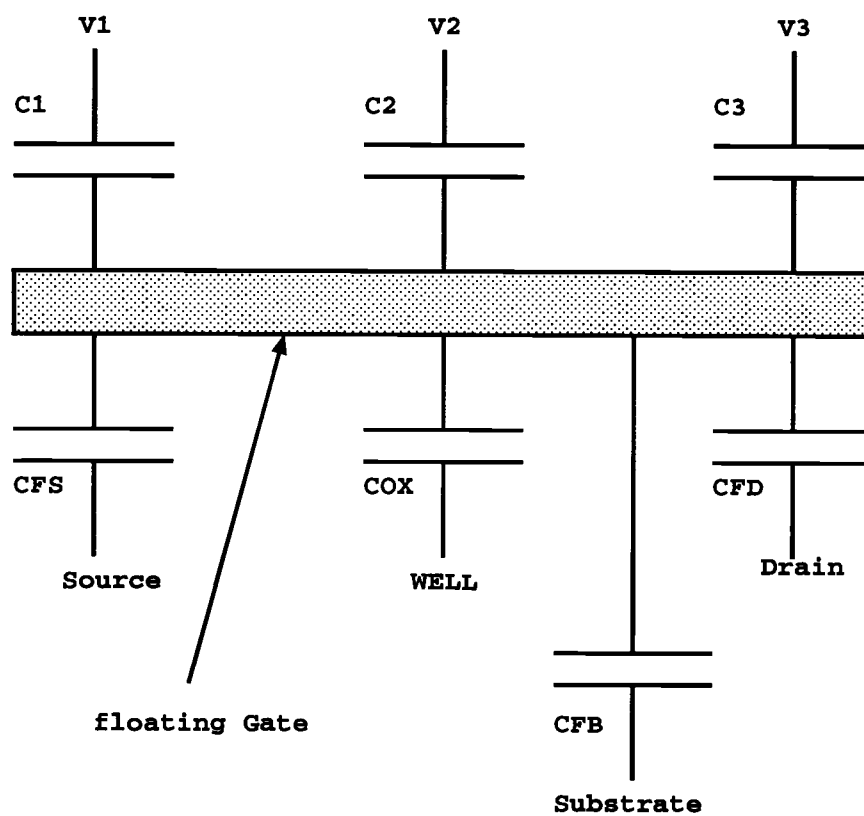 V1 V2 V3
C1 C2 C3
CFS COX CFD
Source WELL Drain
floating Gate CFB
Substrate